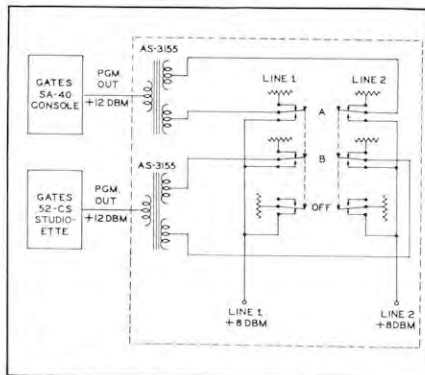 GATES
SA-40
CONSOLE
PGM.
OUT
+12 DBM
AS-3155
LINE 1
LINE 2
A
AS-3155
B
GATES
52-CS
STUDIO-
ETTE
PGM.
OUT
+12 DBM
OFF
LINE 1
+8 DBM
LINE 2
+8DBM